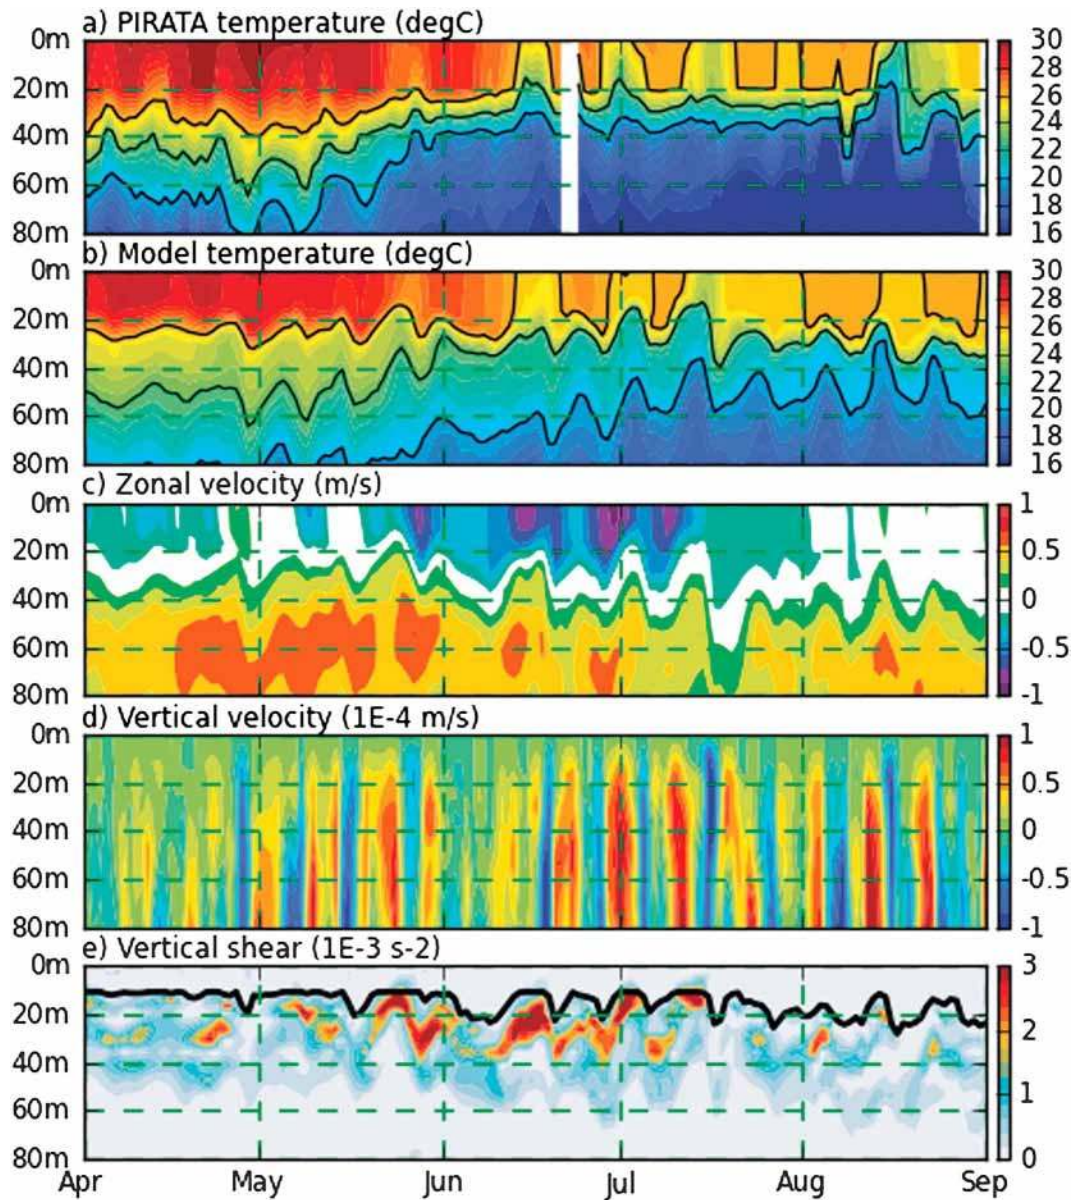 a) PIRATA temperature (degC)
0m
20m
40m
60m
80m
30
28
26
24
22
20
18
16
b) Model temperature (degC)
0m
20m
40m
60m
80m
30
28
26
24
22
20
18
16
c) Zonal velocity (m/s)
0m
20m
40m
60m
80m
1
0.5
0
-0.5
-1
d) Vertical velocity (1E-4 m/s)
0m
20m
40m
60m
80m
1
0.5
0
-0.5
-1
e) Vertical shear (1E-3 s-2)
0m
20m
40m
60m
80m
3
2
1
0
Apr May Jun Jul Aug Sep